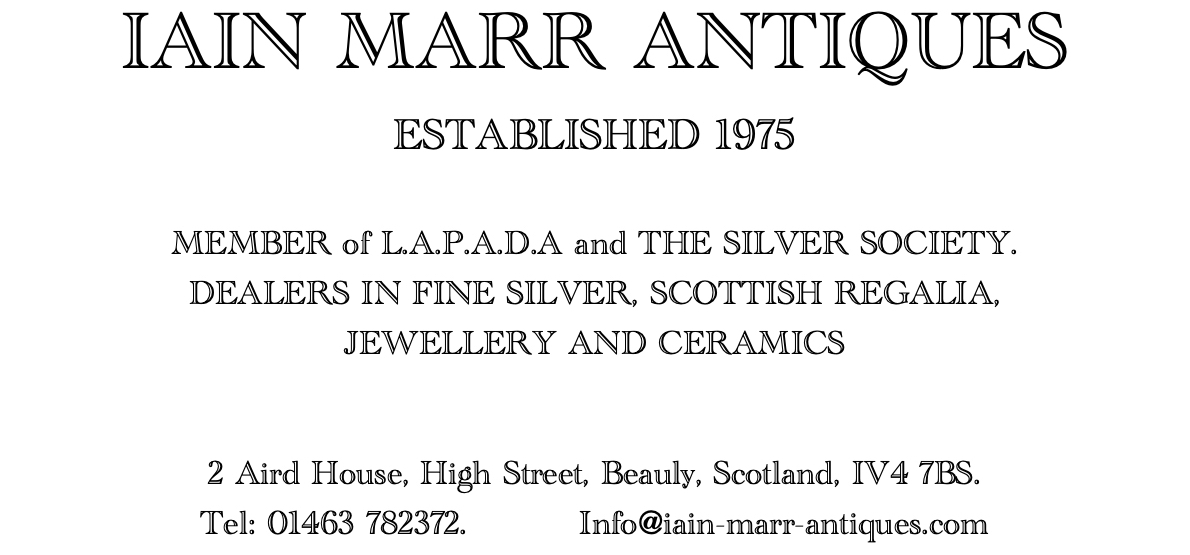 IAIN MARR ANTIQUES
ESTABLISHED 1975
MEMBER of L.A.P.A.D.A and THE SILVER SOCIETY.
DEALERS IN FINE SILVER, SCOTTISH REGALIA,
JEWELLERY AND CERAMICS
2 Aird House, High Street, Beauly, Scotland, IV4 7BS.
Tel: 01463 782372. Info@iain-marr-antiques.com